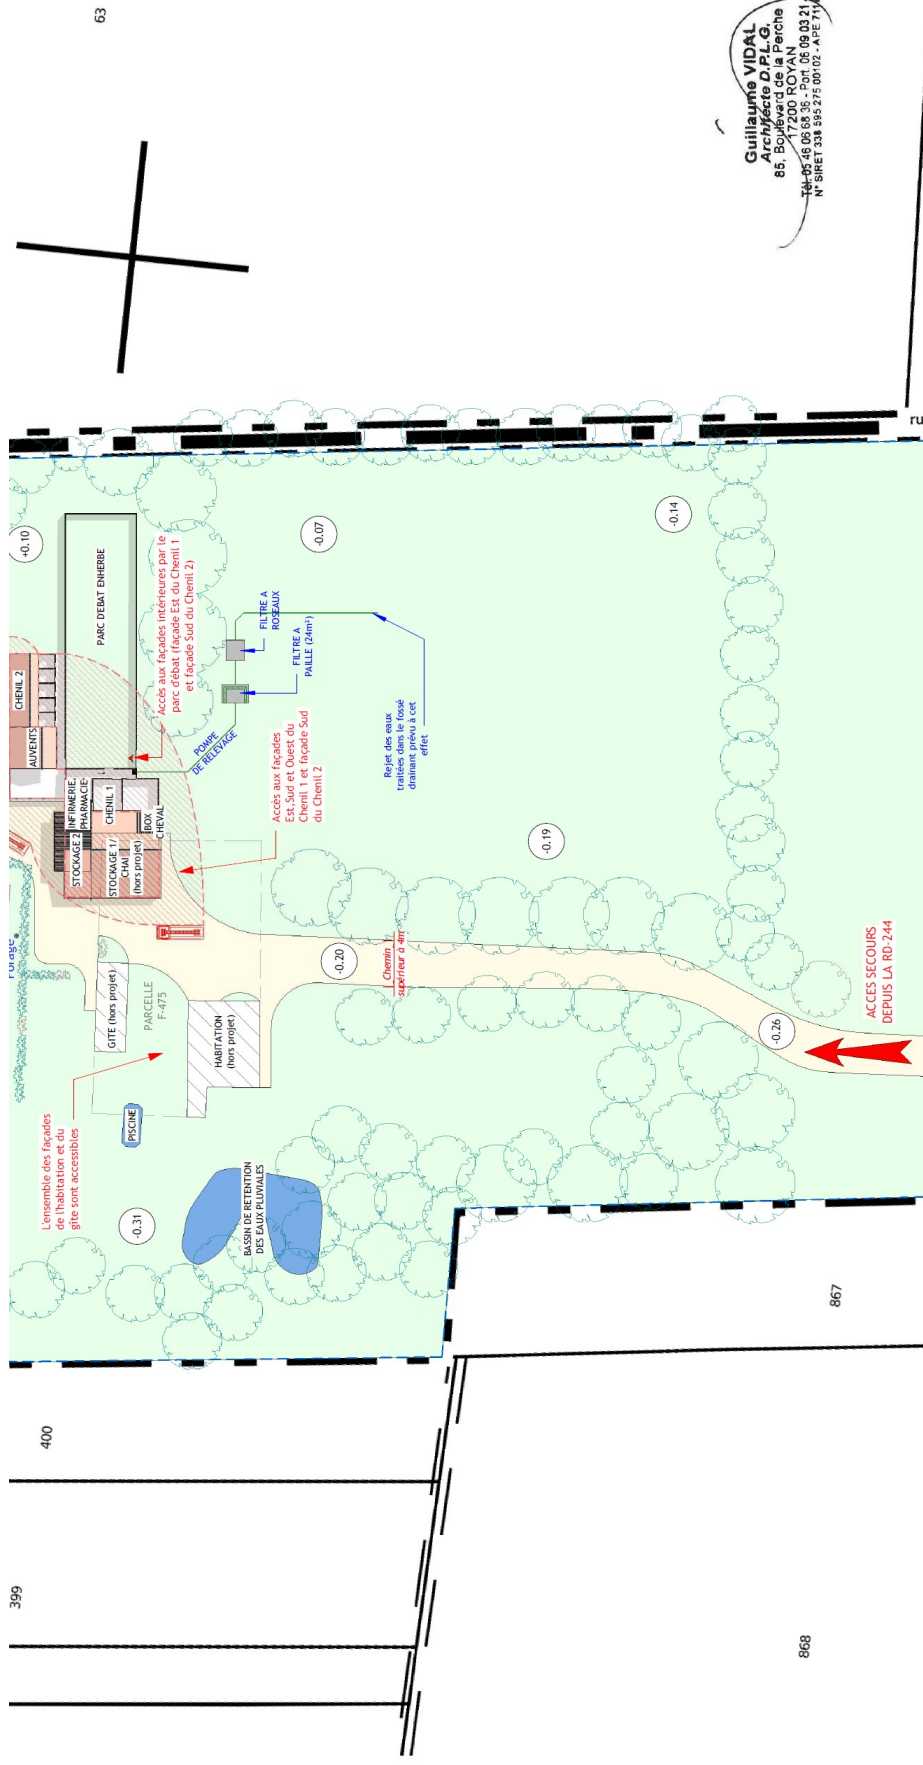 63
Guillaume VIDAL
Architecte D.P.L.G.
85, Boulevard de la Perche
17200 ROYAN
Tél. 05 46 06 68 36 - Port. 06 09 03 21
N° SIRET 338 595 275 00102 - APE 711
+0.10
-0.07
-0.14
PARC D'EBAT ENHERBE
Accès aux façades intérieures par le
parc d'ébat (façade Est du Chenil 1
et façade Sud du Chenil 2)
FILTRE A
ROSEAUX
FILTRE A
PAILLE (24m²)
CHENIL 2
AUVENTS
POMPE
DE RELEVAGE
Rejet des eaux
traitées dans le fossé
drainant prévu à cet
effet
INFIRMERIE,
PHARMACIE
CHENIL 1
BOX
CHEVAL
Accès aux façades
Est, Sud et Ouest du
Chenil 1 et façade Sud
du Chenil 2
STOCKAGE 2
STOCKAGE 1/
CHAI
(hors projet)
-0.19
Forage
-0.20
Chemin
supérieur à 4m
ACCES SECOURS
DEPUIS LA RD-244
GITE (hors projet)
PARCELLE
F-475
HABITATION
(hors projet)
-0.26
PISCINE
L'ensemble des façades
de l'habitation et du
gîte sont accessibles
BASSIN DE RETENTION
DES EAUX PLUVIALES
-0.31
867
400
399
868